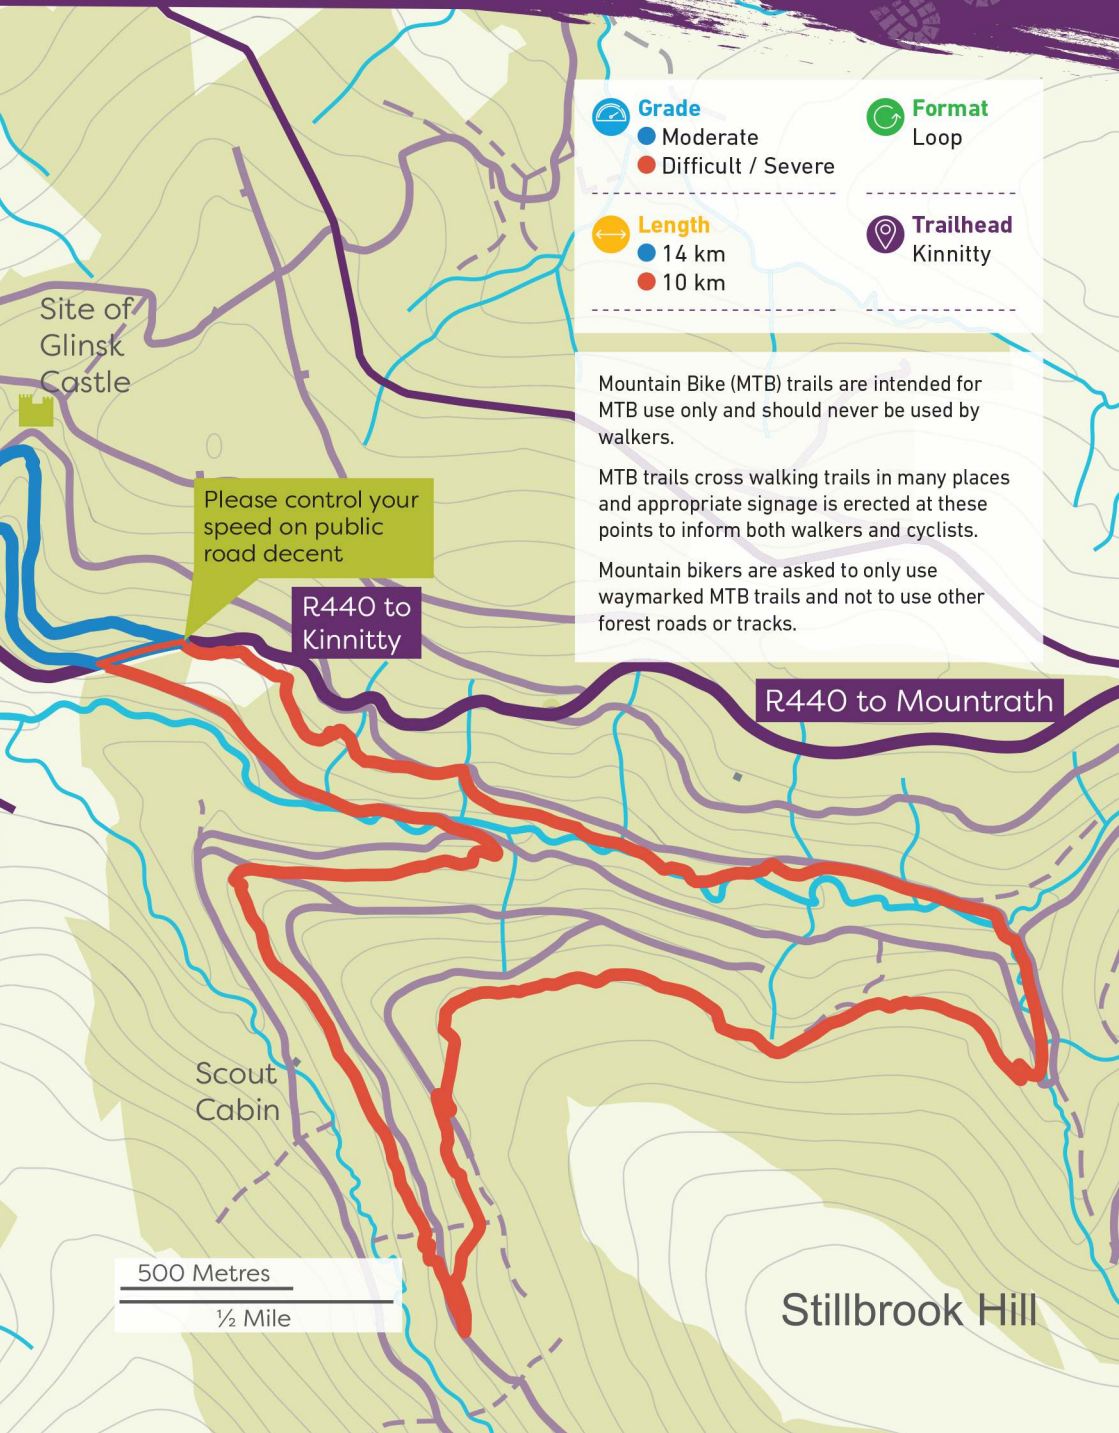 Grade
Moderate
Difficult / Severe
Format
Loop
Length
14 km
10 km
Trailhead
Kinnitty
Mountain Bike (MTB) trails are intended for
MTB use only and should never be used by
walkers.
MTB trails cross walking trails in many places
and appropriate signage is erected at these
points to inform both walkers and cyclists.
Mountain bikers are asked to only use
waymarked MTB trails and not to use other
forest roads or tracks.
Site of
Glinsk
Castle
Please control your
speed on public
road decent
R440 to
Kinnitty
R440 to Mountrath
Scout
Cabin
500 Metres
½ Mile
Stillbrook Hill